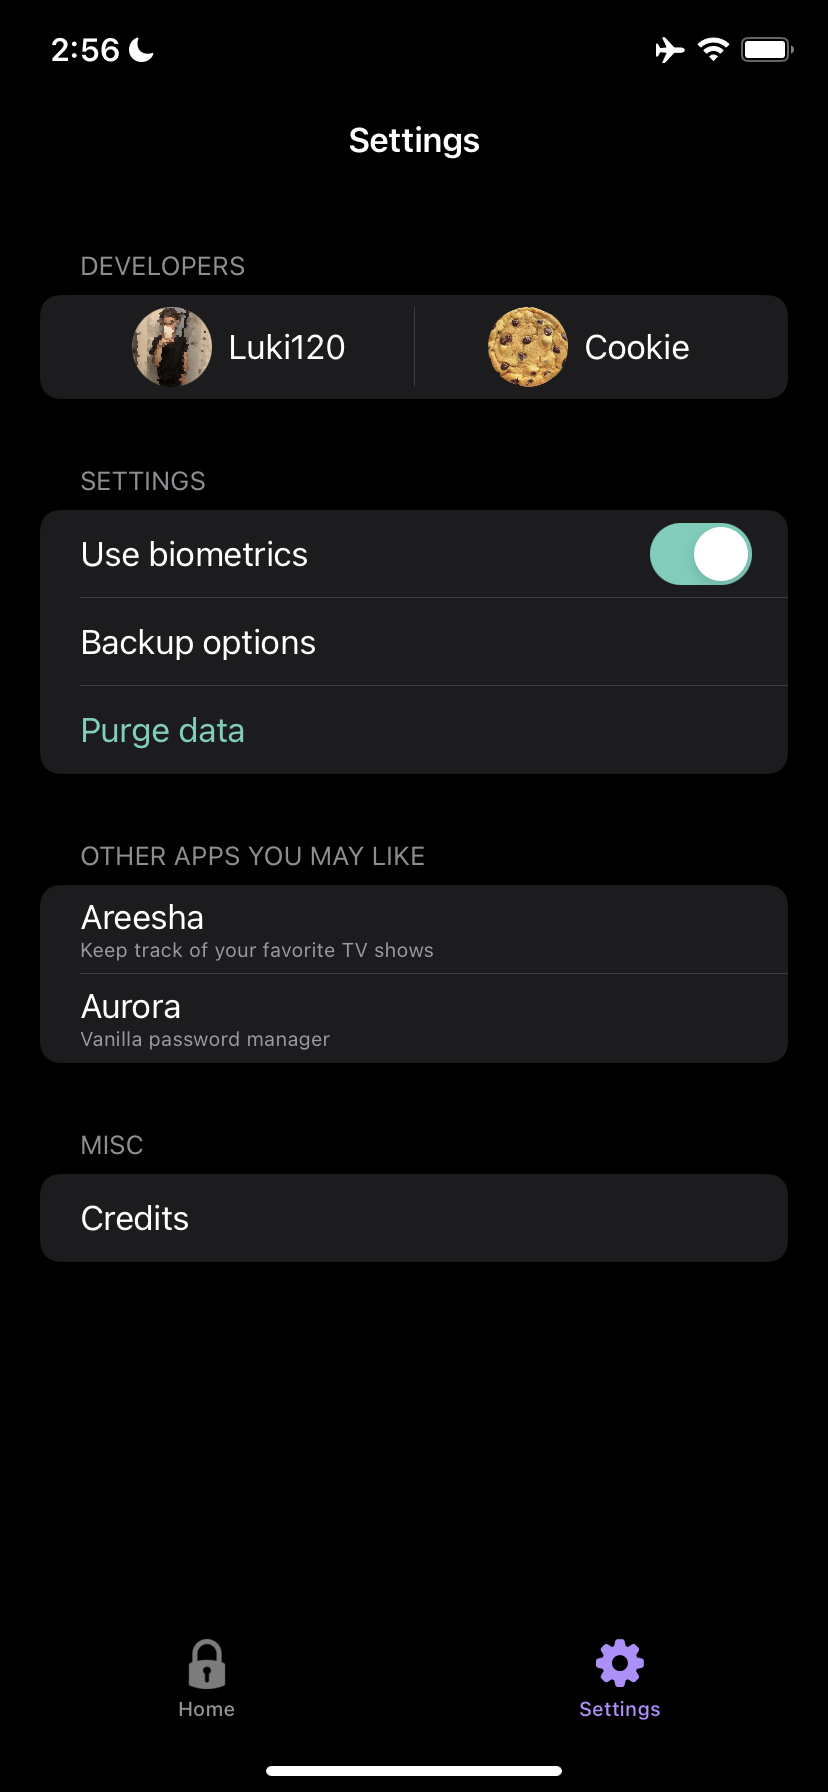 2:56
Settings
DEVELOPERS
Luki120
Cookie
SETTINGS
Use biometrics
Backup options
Purge data
OTHER APPS YOU MAY LIKE
Areesha
Keep track of your favorite TV shows
Aurora
Vanilla password manager
MISC
Credits
Home
Settings